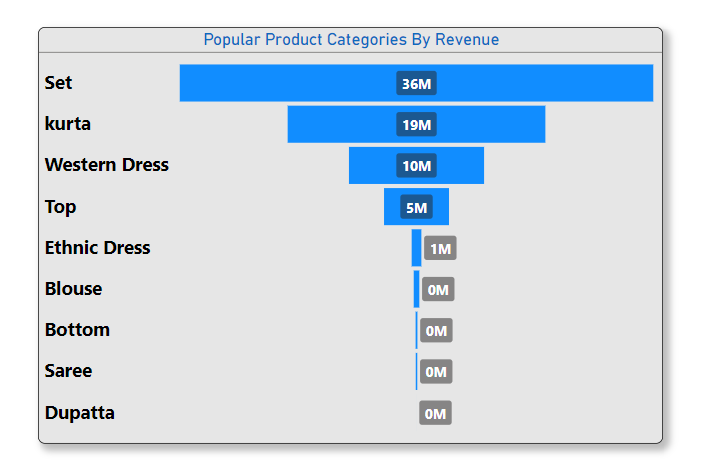 Popular Product Categories By Revenue
Set 36M
kurta 19M
Western Dress 10M
Top 5M
Ethnic Dress 1M
Blouse 0M
Bottom 0M
Saree 0M
Dupatta 0M